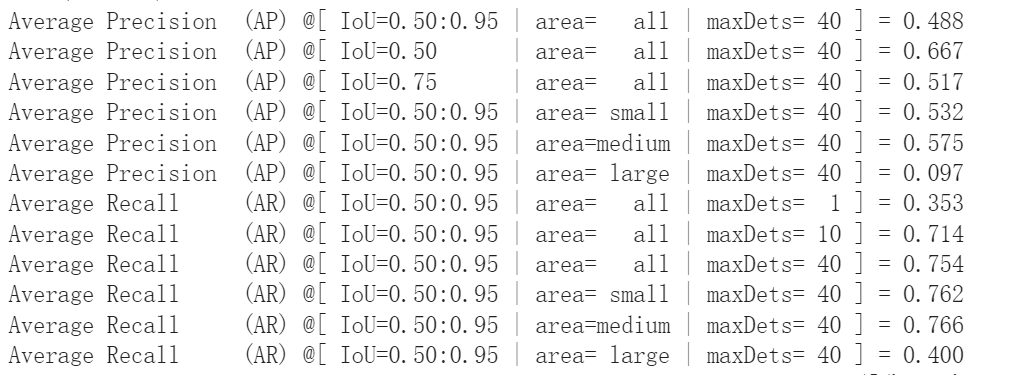 Average Precision (AP) @[ IoU=0.50:0.95 | area= all | maxDets= 40 ] = 0.488
Average Precision (AP) @[ IoU=0.50 | area= all | maxDets= 40 ] = 0.667
Average Precision (AP) @[ IoU=0.75 | area= all | maxDets= 40 ] = 0.517
Average Precision (AP) @[ IoU=0.50:0.95 | area= small | maxDets= 40 ] = 0.532
Average Precision (AP) @[ IoU=0.50:0.95 | area=medium | maxDets= 40 ] = 0.575
Average Precision (AP) @[ IoU=0.50:0.95 | area= large | maxDets= 40 ] = 0.097
Average Recall (AR) @[ IoU=0.50:0.95 | area= all | maxDets= 1 ] = 0.353
Average Recall (AR) @[ IoU=0.50:0.95 | area= all | maxDets= 10 ] = 0.714
Average Recall (AR) @[ IoU=0.50:0.95 | area= all | maxDets= 40 ] = 0.754
Average Recall (AR) @[ IoU=0.50:0.95 | area= small | maxDets= 40 ] = 0.762
Average Recall (AR) @[ IoU=0.50:0.95 | area=medium | maxDets= 40 ] = 0.766
Average Recall (AR) @[ IoU=0.50:0.95 | area= large | maxDets= 40 ] = 0.400